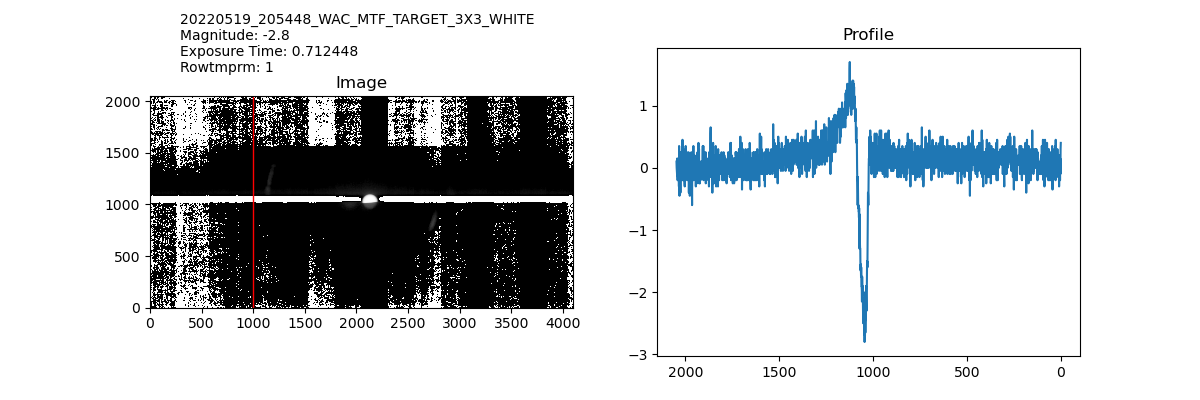 20220519_205448_WAC_MTF_TARGET_3X3_WHITE
Magnitude: -2.8
Exposure Time: 0.712448
Rowtmprm: 1
Image
2000
1500
1000
500
0
0 500 1000 1500 2000 2500 3000 3500 4000
Profile
1
0
−1
−2
−3
2000 1500 1000 500 0